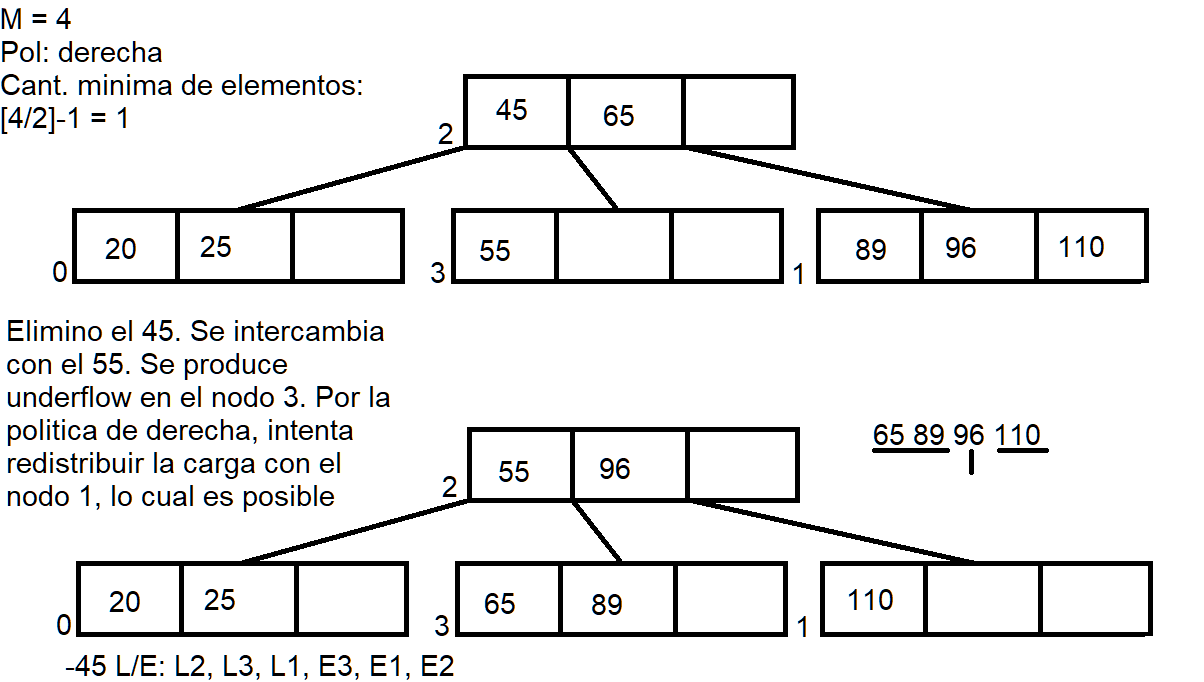 M = 4
Pol: derecha
Cant. minima de elementos:
[4/2]-1 = 1
2
45 65
0
20 25
3
55
1
89 96 110
Elimino el 45. Se intercambia
con el 55. Se produce
underflow en el nodo 3. Por la
politica de derecha, intenta
redistribuir la carga con el
nodo 1, lo cual es posible
65 89 96 110
2
55 96
0
20 25
3
65 89
1
110
-45 L/E: L2, L3, L1, E3, E1, E2